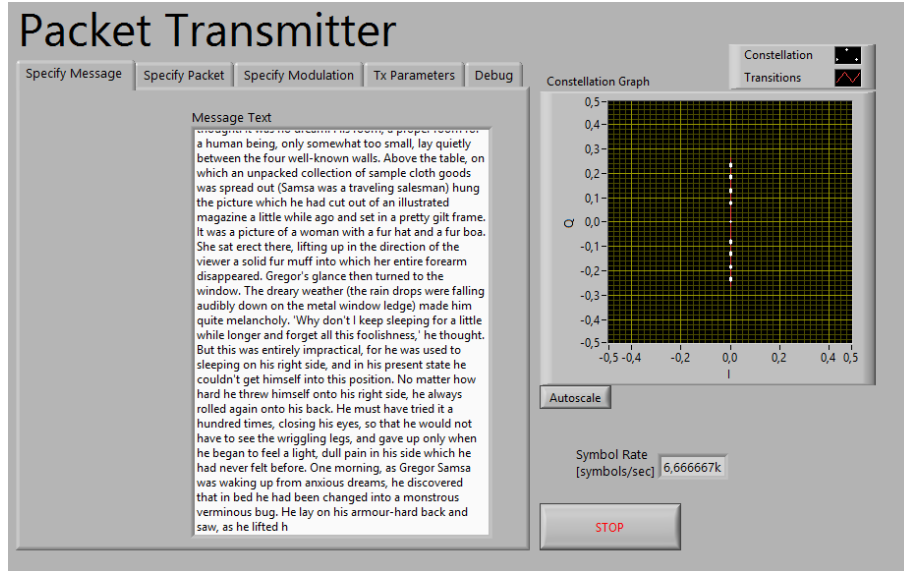 Packet Transmitter
Specify Message
Specify Packet
Specify Modulation
Tx Parameters
Debug
Message Text
thought. It was no dream. His room, a proper room for
a human being, only somewhat too small, lay quietly
between the four well-known walls. Above the table, on
which an unpacked collection of sample cloth goods
was spread out (Samsa was a traveling salesman) hung
the picture which he had cut out of an illustrated
magazine a little while ago and set in a pretty gilt frame.
It was a picture of a woman with a fur hat and a fur boa.
She sat erect there, lifting up in the direction of the
viewer a solid fur muff into which her entire forearm
disappeared. Gregor's glance then turned to the
window. The dreary weather (the rain drops were falling
audibly down on the metal window ledge) made him
quite melancholy. 'Why don't I keep sleeping for a little
while longer and forget all this foolishness,' he thought.
But this was entirely impractical, for he was used to
sleeping on his right side, and in his present state he
couldn't get himself into this position. No matter how
hard he threw himself onto his right side, he always
rolled again onto his back. He must have tried it a
hundred times, closing his eyes, so that he would not
have to see the wriggling legs, and gave up only when
he began to feel a light, dull pain in his side which he
had never felt before. One morning, as Gregor Samsa
was waking up from anxious dreams, he discovered
that in bed he had been changed into a monstrous
verminous bug. He lay on his armour-hard back and
saw, as he lifted h
Constellation
Transitions
Constellation Graph
0,5
0,4
0,3
0,2
0,1
0,0
-0,1
-0,2
-0,3
-0,4
-0,5
Q
-0,5 -0,4 -0,2 0,0 0,2 0,4 0,5
I
Autoscale
Symbol Rate
[symbols/sec] 6,666667k
STOP